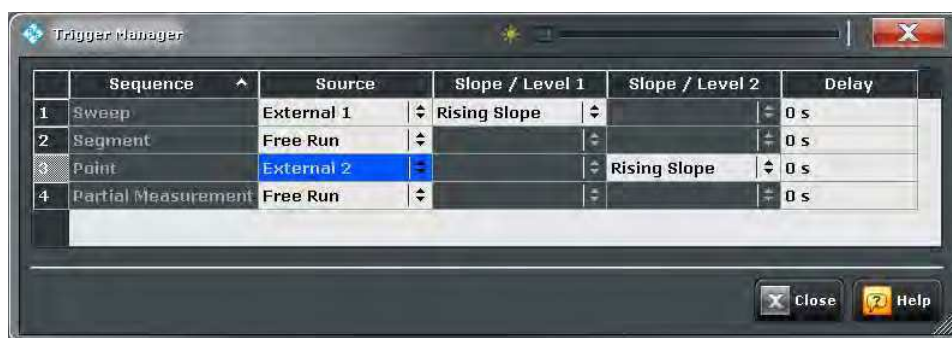 Trigger Manager
X
Sequence Source Slope / Level 1 Slope / Level 2 Delay
1 Sweep External 1 Rising Slope 0 s
2 Segment Free Run 0 s
3 Point External 2 Rising Slope 0 s
4 Partial Measurement Free Run 0 s
X Close ? Help